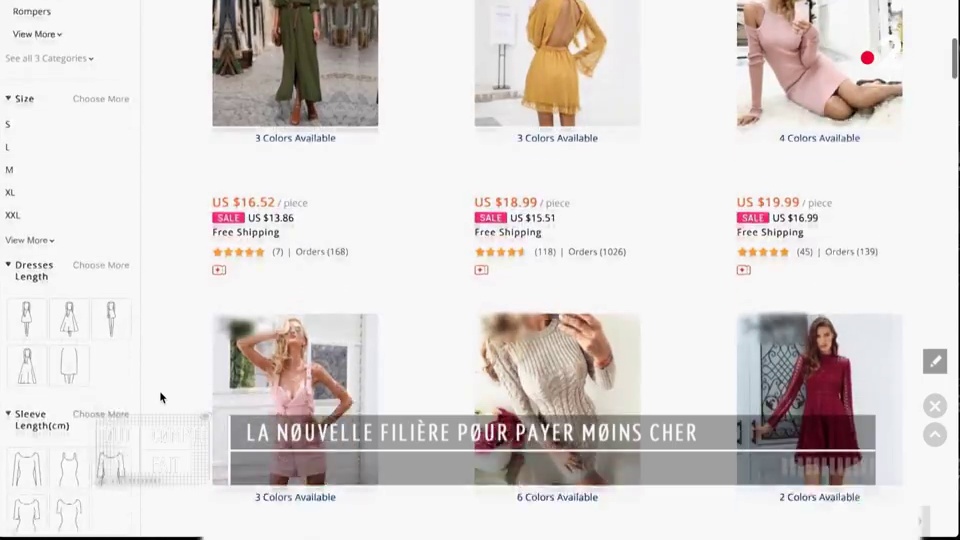 Rompers
View More
See all 3 Categories
Size Choose More
S
L
M
XL
XXL
View More
Dresses Length Choose More
Sleeve Length(cm) Choose More
3 Colors Available
3 Colors Available
4 Colors Available
US $16.52 / piece
SALE US $13.86
Free Shipping
(7) | Orders (168)
US $18.99 / piece
SALE US $15.51
Free Shipping
(118) | Orders (1026)
US $19.99 / piece
SALE US $16.99
Free Shipping
(45) | Orders (139)
LA NØUVELLE FILIÈRE PØUR PAYER MØINS CHER
3 Colors Available
6 Colors Available
2 Colors Available